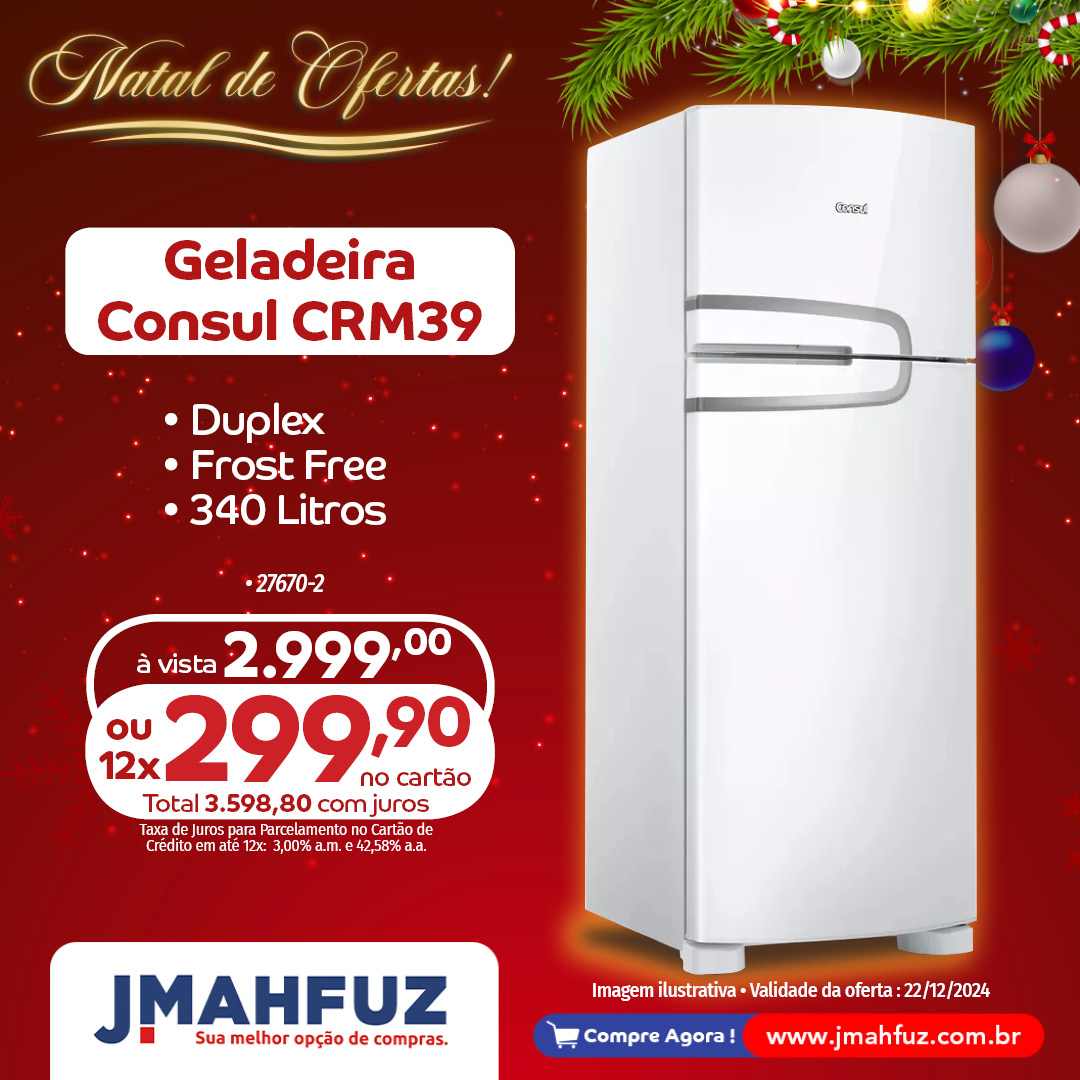 Natal de Ofertas!
Consul
Geladeira
Consul CRM39
• Duplex
• Frost Free
• 340 Litros
• 27670-2
à vista 2.999,00
ou
12x 299,90
no cartão
Total 3.598,80 com juros
Taxa de Juros para Parcelamento no Cartão de
Crédito em até 12x: 3,00% a.m. e 42,58% a.a.
JMAHFUZ
Sua melhor opção de compras.
Imagem ilustrativa • Validade da oferta : 22/12/2024
Compre Agora !
www.jmahfuz.com.br